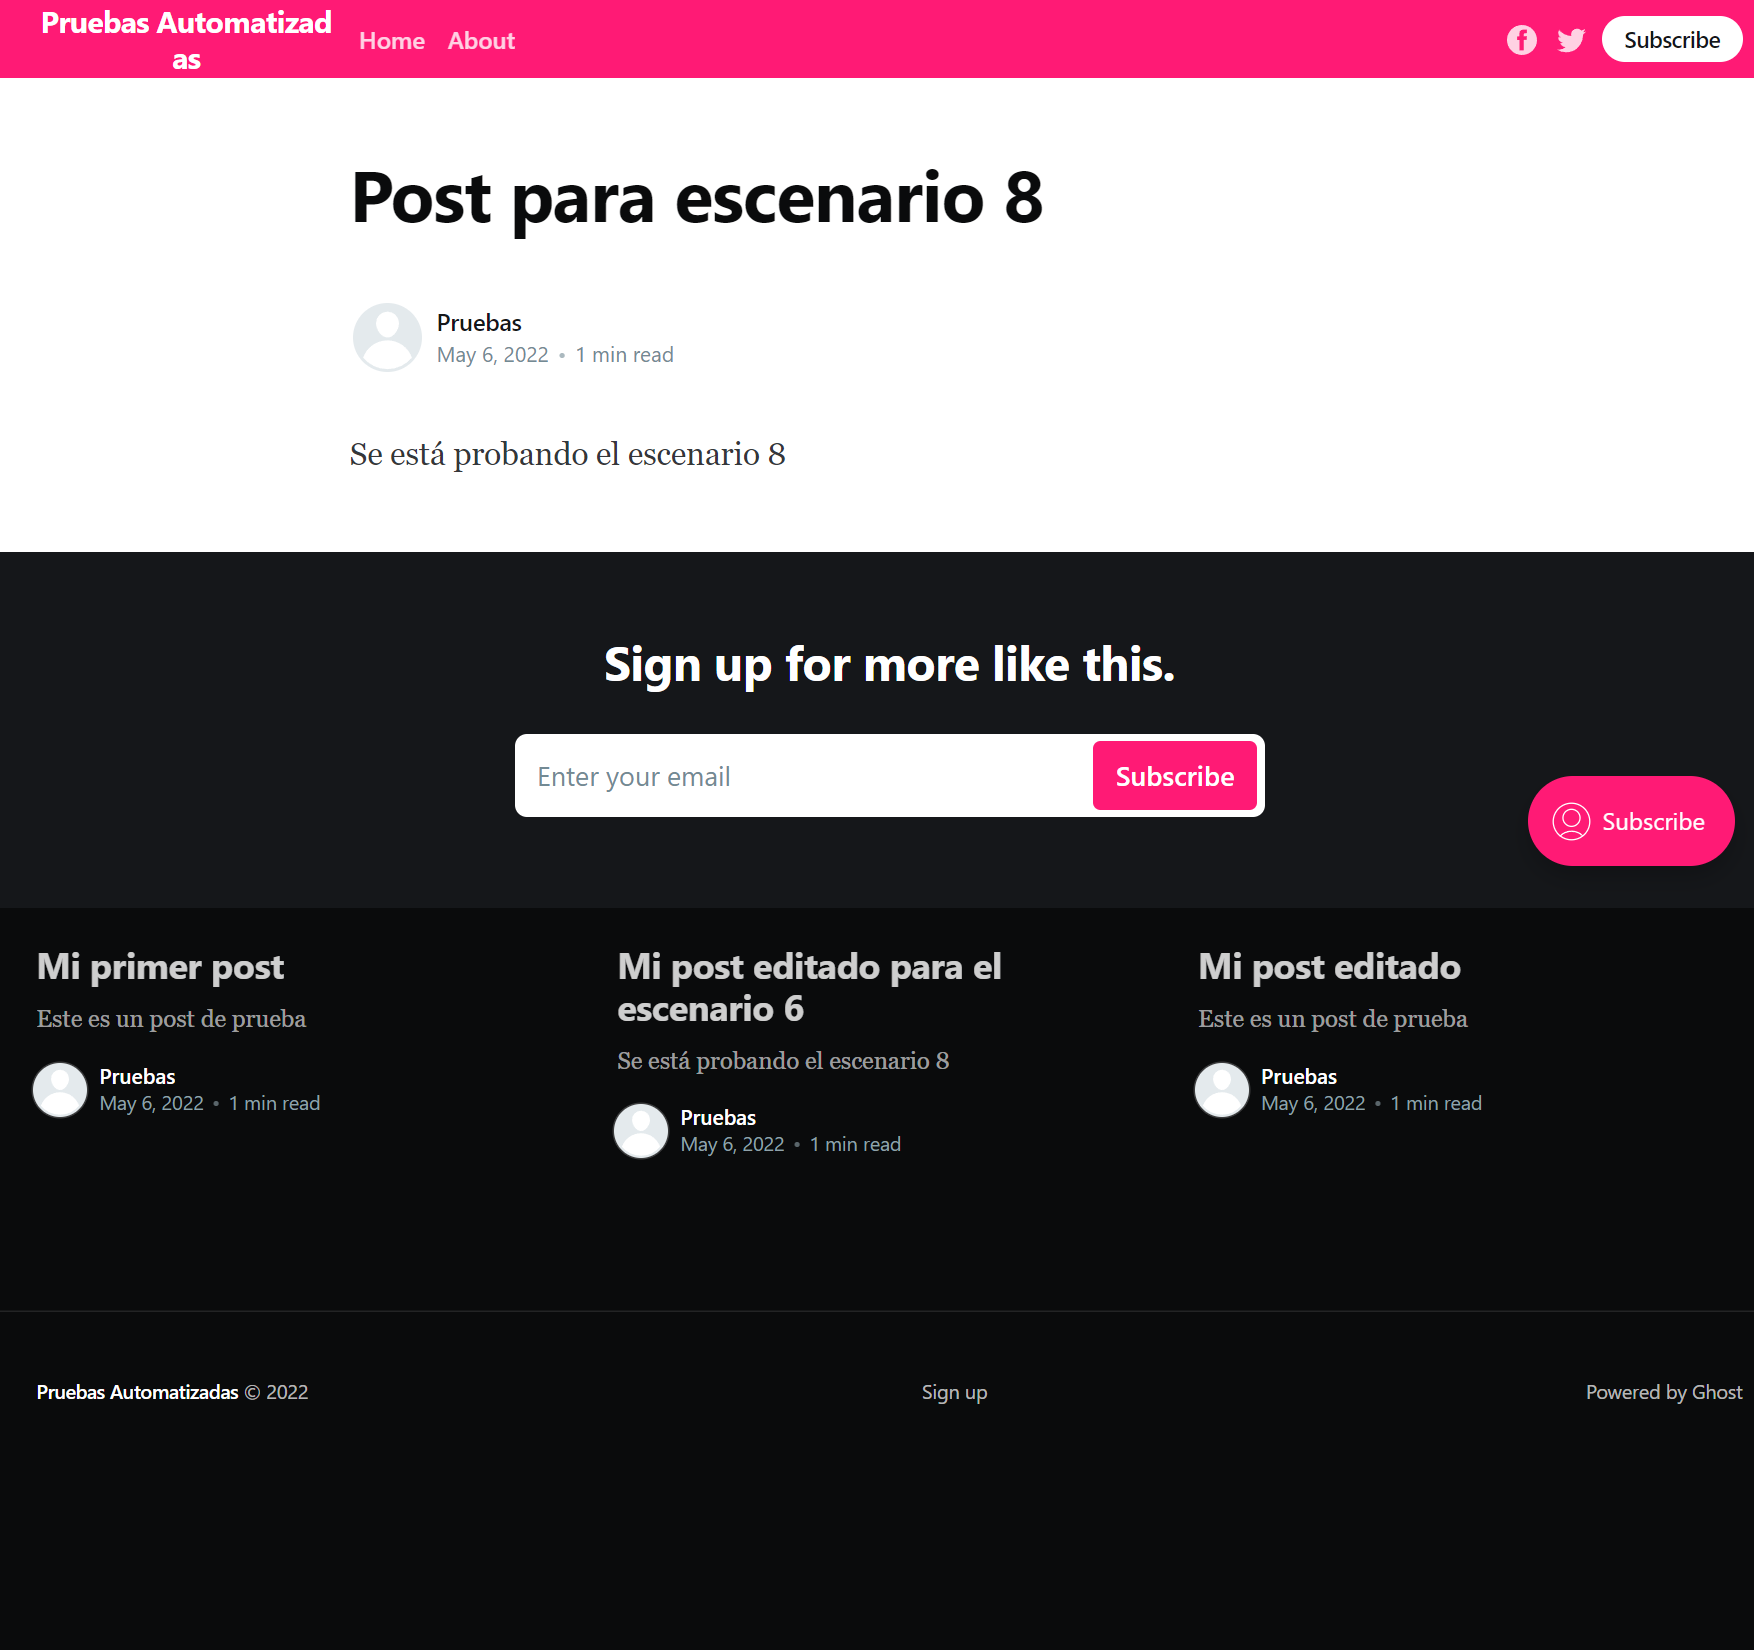 Pruebas Automatizad
as
Home
About
Subscribe
Post para escenario 8
Pruebas
May 6, 2022 • 1 min read
Se está probando el escenario 8
Sign up for more like this.
Enter your email
Subscribe
Subscribe
Mi primer post
Este es un post de prueba
Pruebas
May 6, 2022 • 1 min read
Mi post editado para el
escenario 6
Se está probando el escenario 8
Pruebas
May 6, 2022 • 1 min read
Mi post editado
Este es un post de prueba
Pruebas
May 6, 2022 • 1 min read
Pruebas Automatizadas © 2022
Sign up
Powered by Ghost